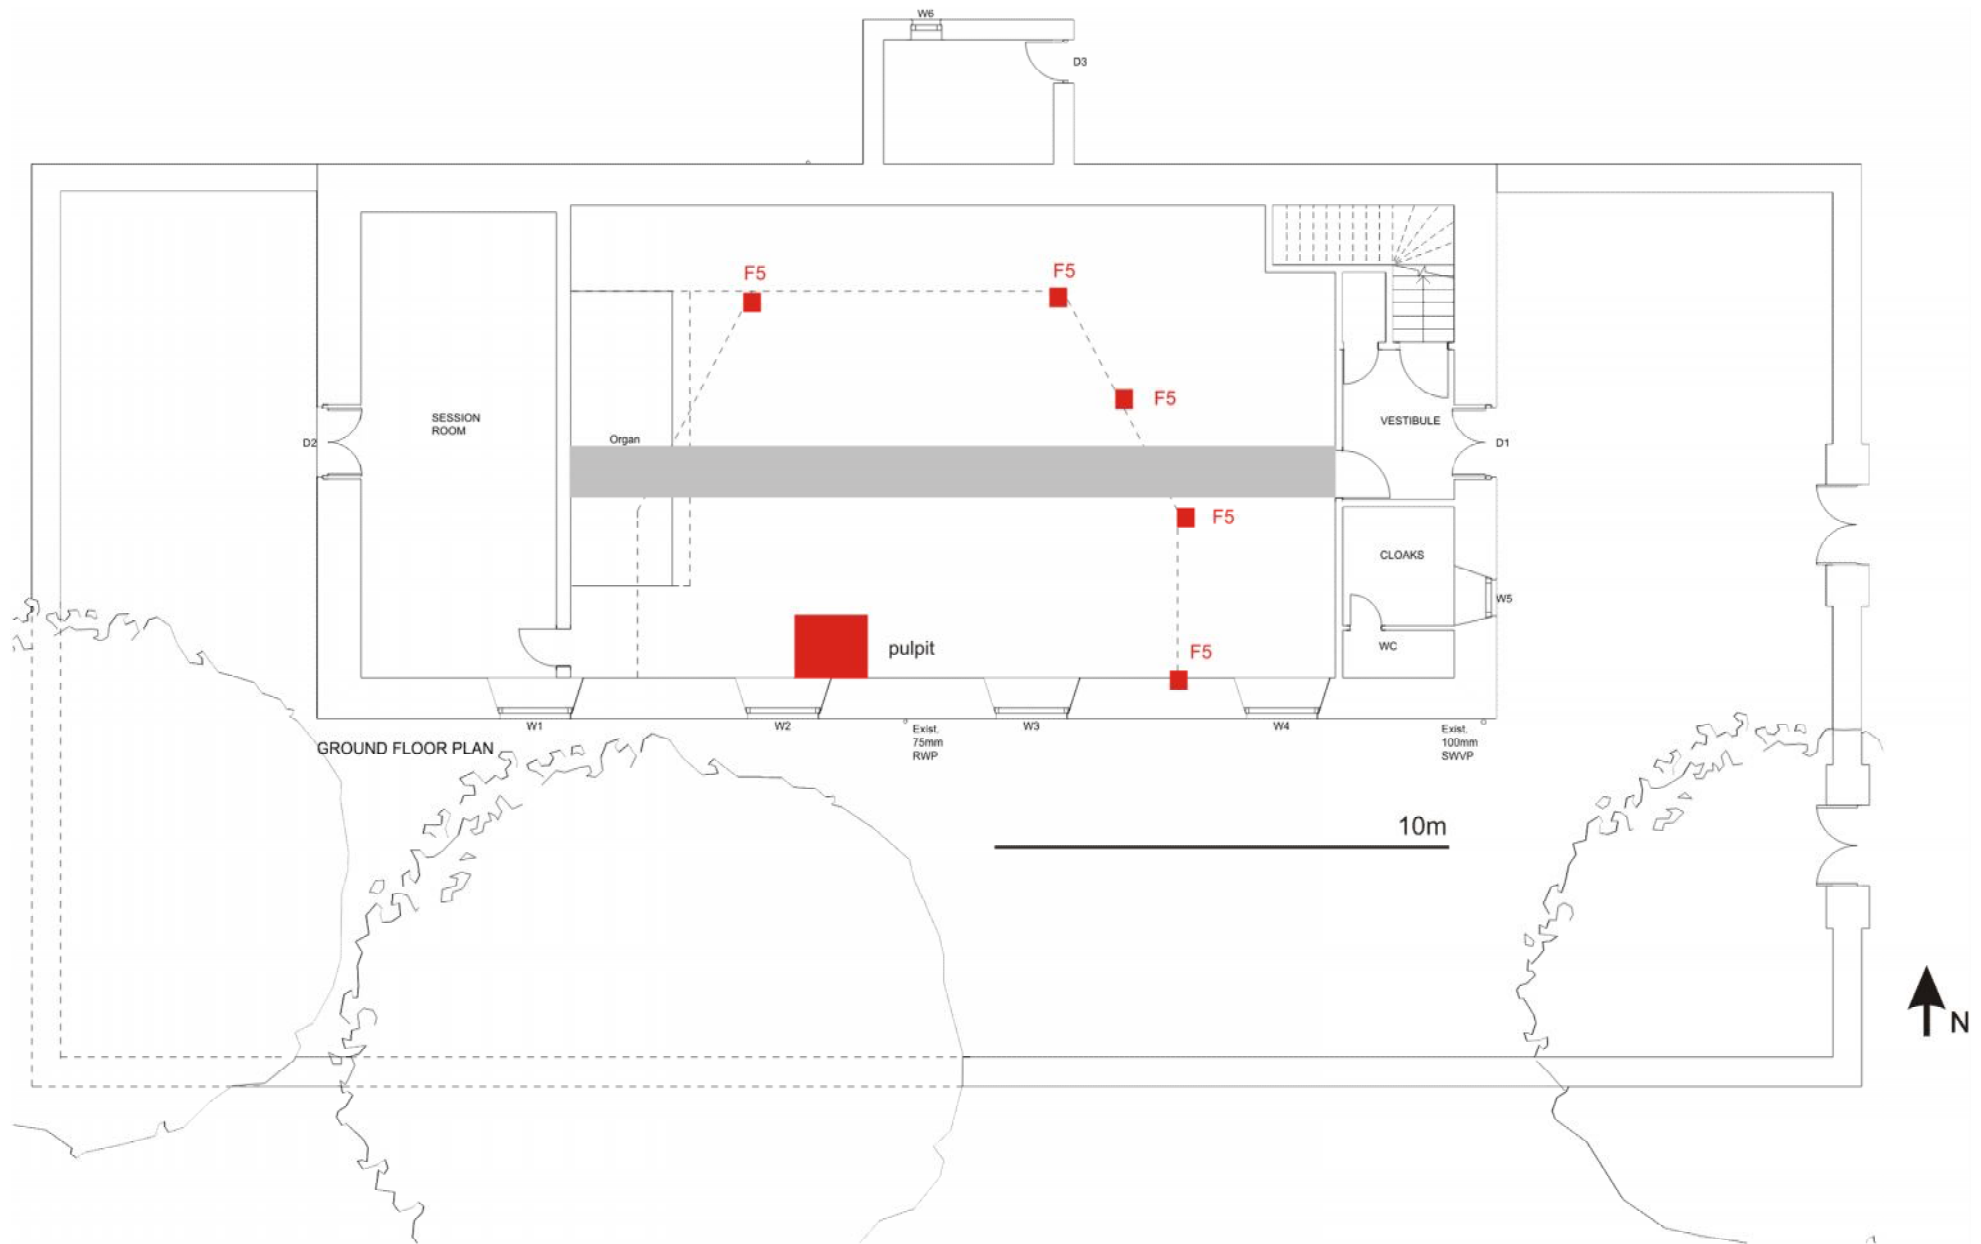 W6
D3
F5
F5
F5
SESSION
ROOM
VESTIBULE
Organ
D2
D1
F5
CLOAKS
W5
pulpit
F5
WC
W1
W2
W3
W4
Exist.
75mm
RWP
Exist.
100mm
SWVP
GROUND FLOOR PLAN
10m
N